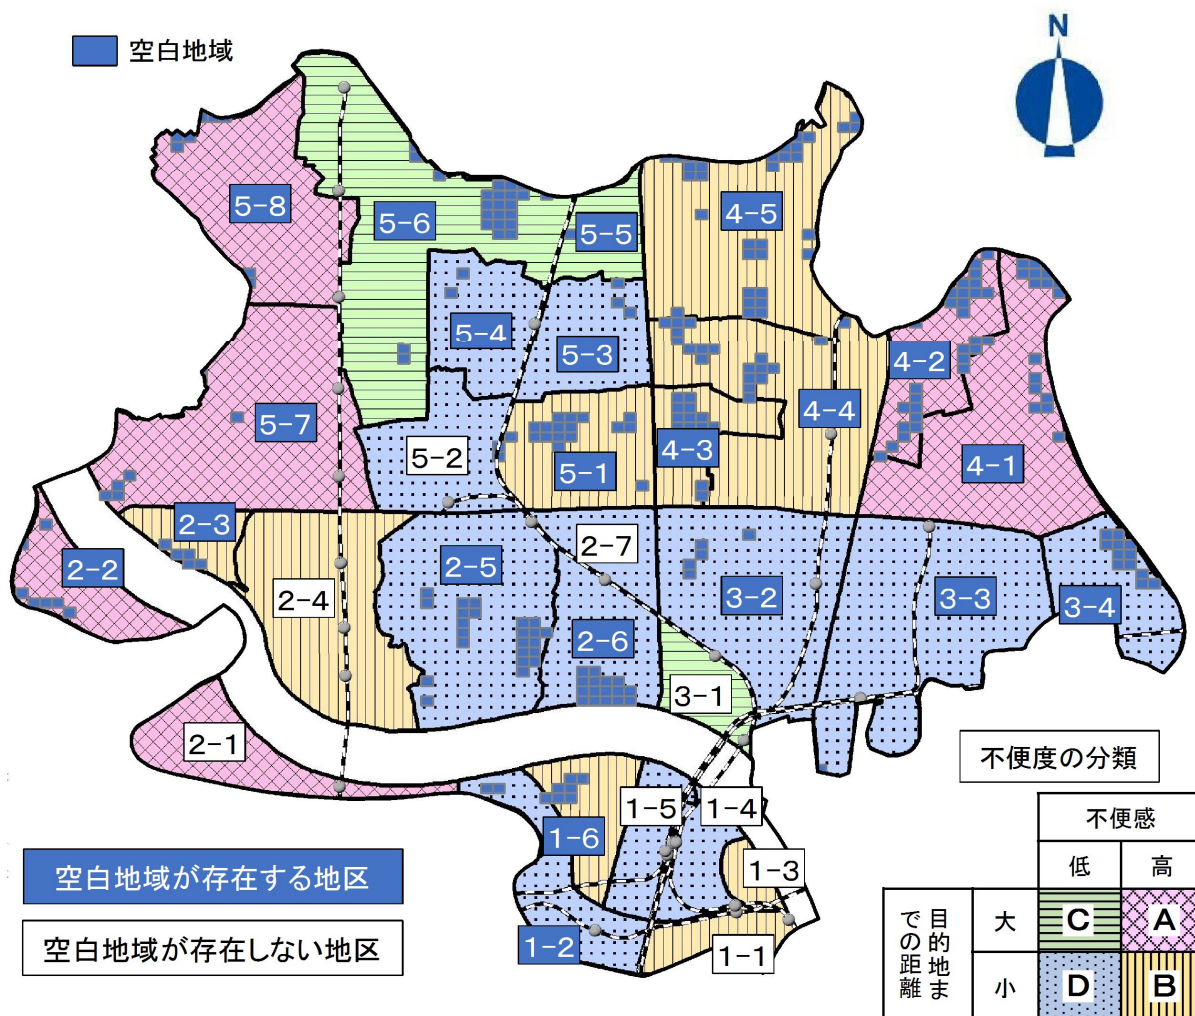 N
空白地域
5-8
5-6
5-5
4-5
5-4
5-3
4-2
5-7
5-2
5-1
4-3
4-4
4-1
2-3
2-2
2-4
2-5
2-7
2-6
3-2
3-3
3-4
3-1
2-1
不便度の分類
1-5
1-4
1-6
1-3
1-2
1-1
空白地域が存在する地区
空白地域が存在しない地区
不便感
低
高
目的地までの距離
大
C
A
小
D
B